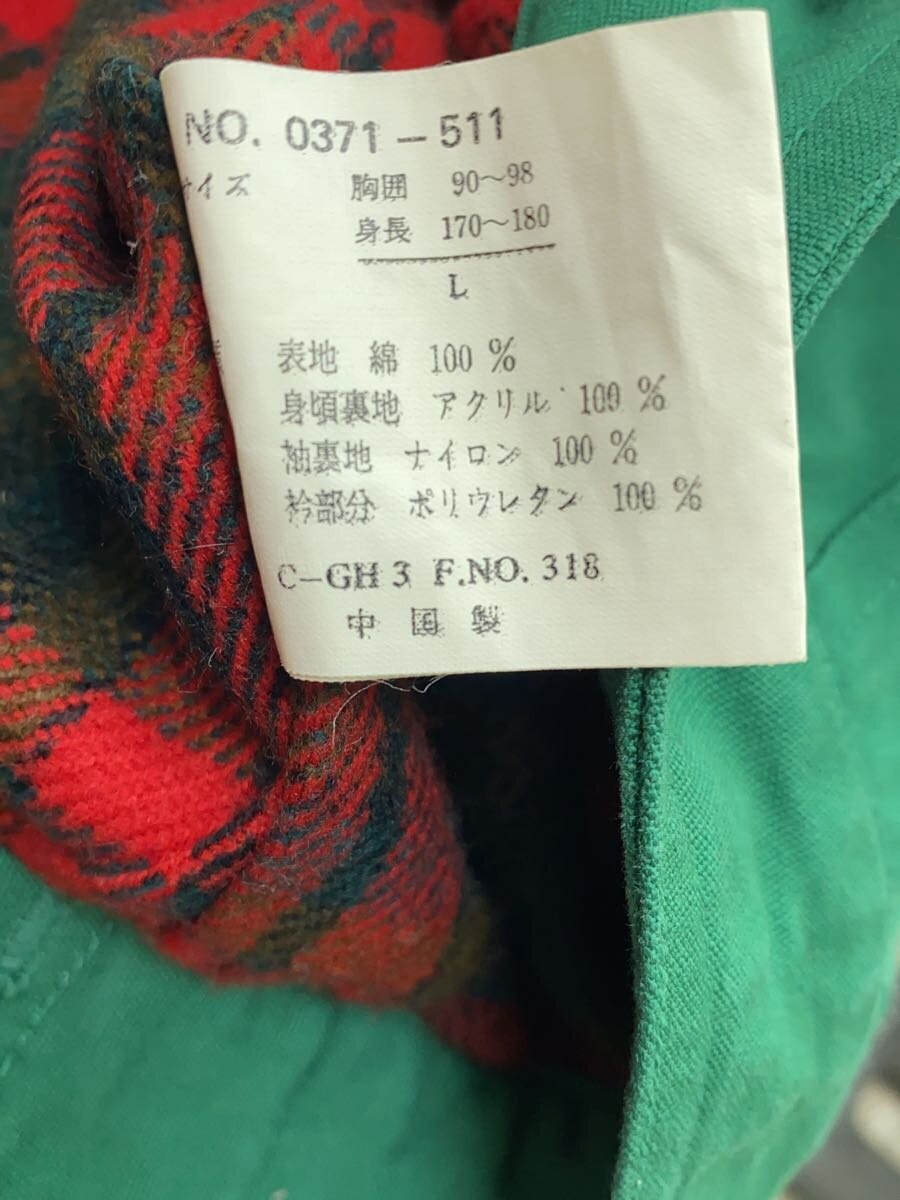 NO. 0371-511
サイズ 胸囲 90～98
身長 170～180
L
表地 綿 100 %
身頃裏地 アクリル 100 %
袖裏地 ナイロン 100 %
衿部分 ポリウレタン 100 %
C-GH 3 F.NO. 318
中国製